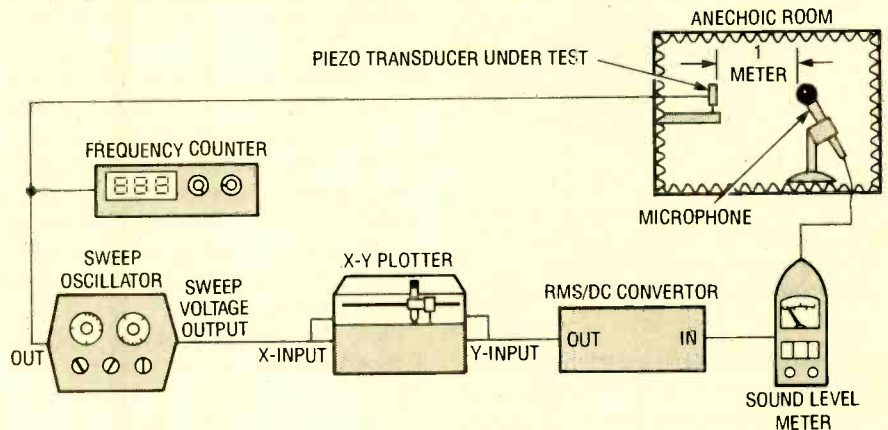 ANECHOIC ROOM
PIEZO TRANSDUCER UNDER TEST
1
METER
FREQUENCY COUNTER
888
MICROPHONE
SWEEP
OSCILLATOR
SWEEP
VOLTAGE
OUTPUT
X-Y PLOTTER
RMS/DC CONVERTOR
OUT
X-INPUT
Y-INPUT
OUT
IN
SOUND LEVEL
METER